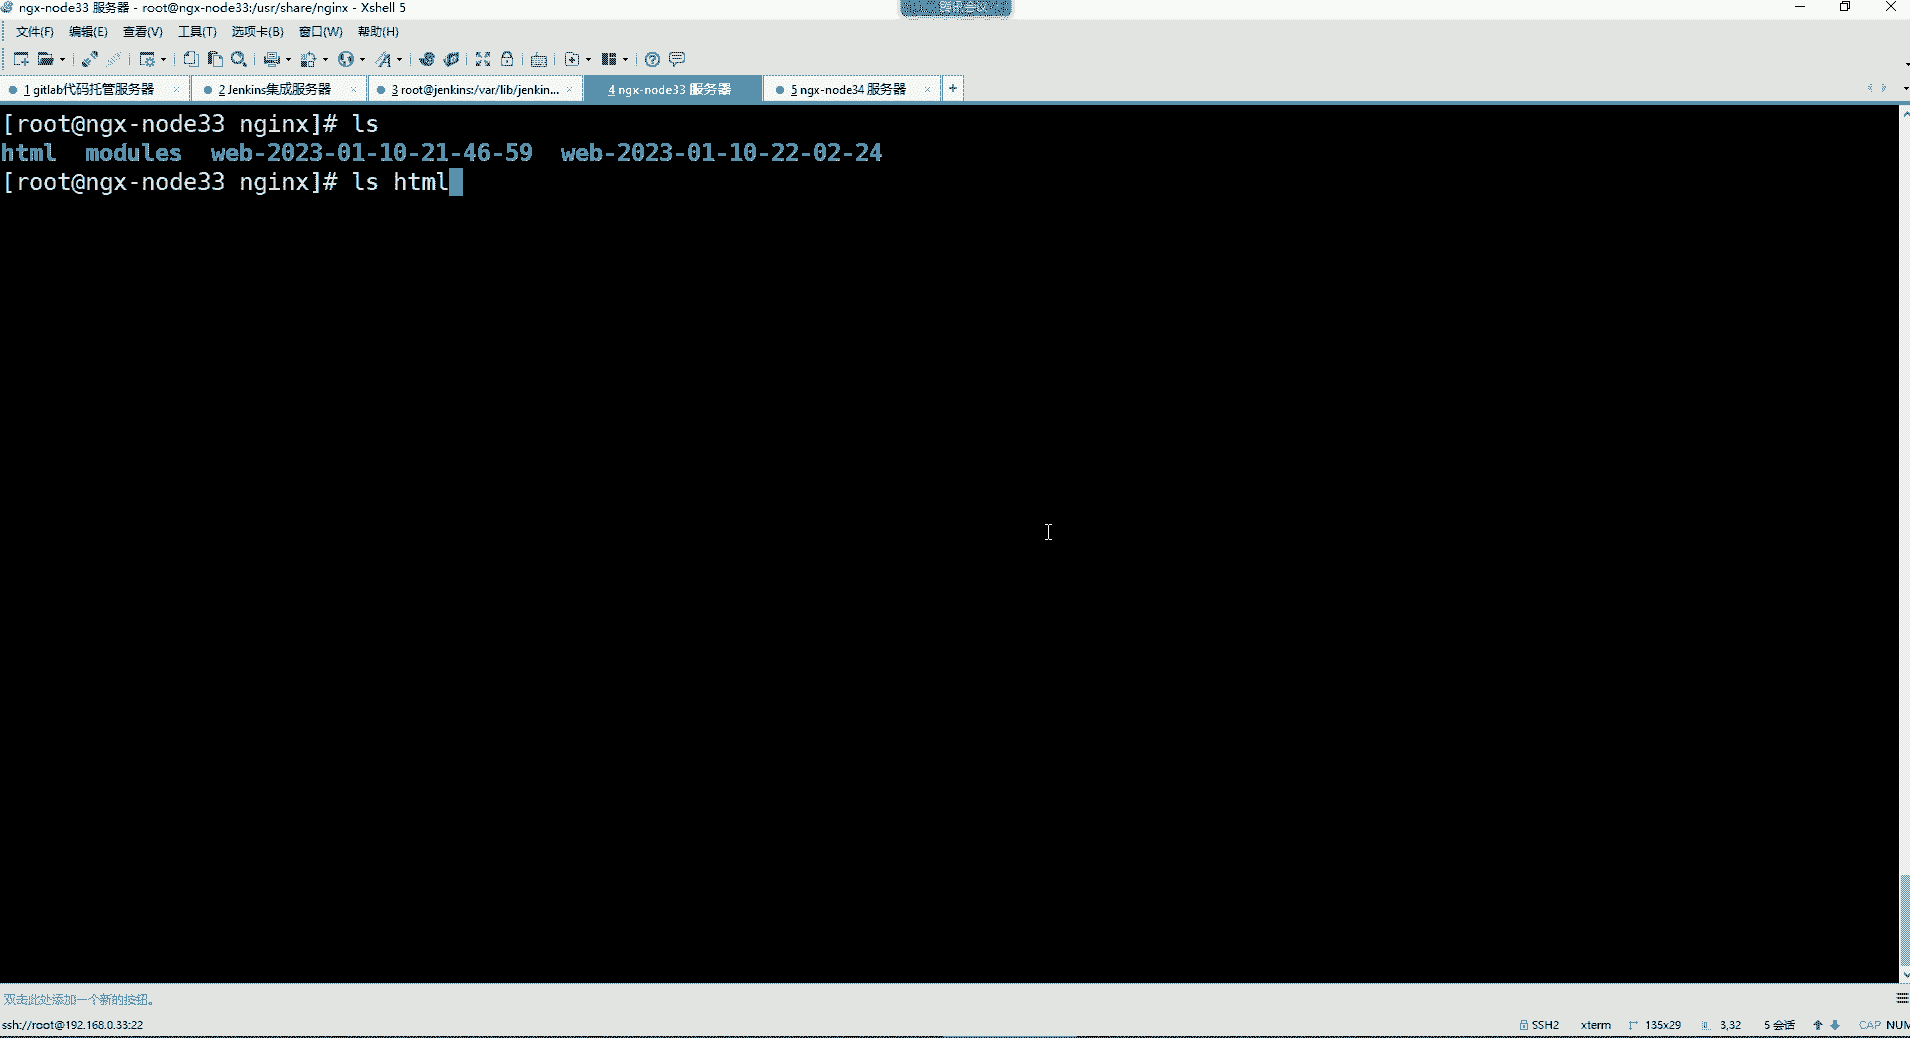 ngx-node33 服务器 - root@ngx-node33:/usr/share/nginx - Xshell 5
腾讯会议
文件(F) 编辑(E) 查看(V) 工具(T) 选项卡(B) 窗口(W) 帮助(H)
1 gitlab代码托管服务器 × 2 Jenkins集成服务器 × 3 root@jenkins:/var/lib/jenkin... × 4 ngx-node33 服务器 5 ngx-node34 服务器 × +
[root@ngx-node33 nginx]# ls
html modules web-2023-01-10-21-46-59 web-2023-01-10-22-02-24
[root@ngx-node33 nginx]# ls html
双击此处添加一个新的按钮。
ssh://root@192.168.0.33:22 SSH2 xterm 135x29 3,32 5 会话 CAP NUM